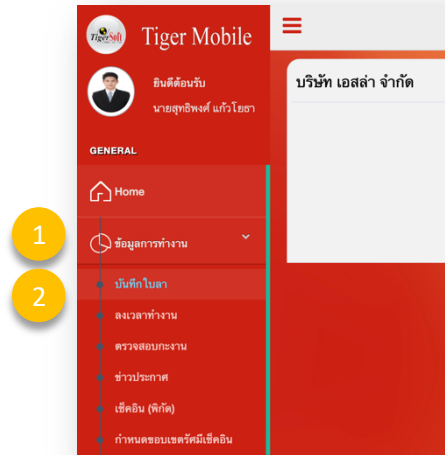 TigerSoft
Tiger Mobile
ยินดีต้อนรับ
นายสุทธิพงศ์ แก้วโยธา
บริษัท เอสล่า จำกัด
GENERAL
Home
1
ข้อมูลการทำงาน
2
บันทึกใบลา
ลงเวลาทำงาน
ตรวจสอบกะงาน
ข่าวประกาศ
เช็คอิน (พิกัด)
กำหนดขอบเขตรัศมีเช็คอิน